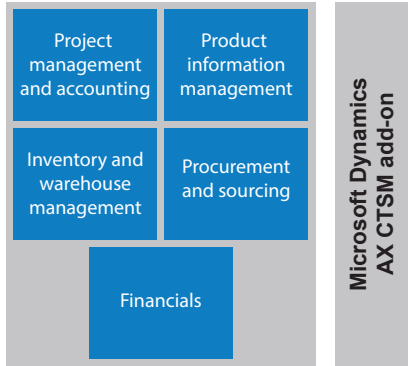 Project
management
and accounting
Product
information
management
Inventory and
warehouse
management
Procurement
and sourcing
Financials
Microsoft Dynamics
AX CTSM add-on